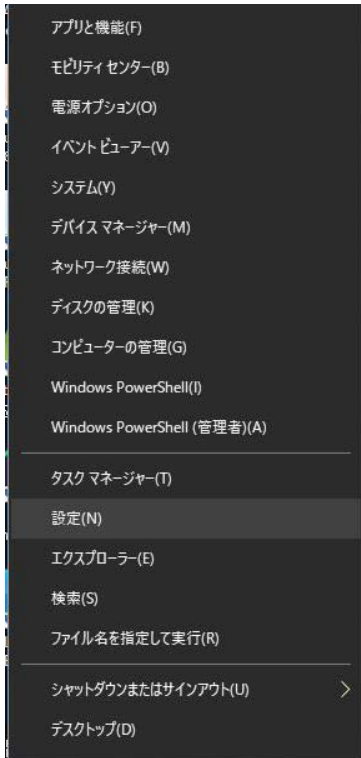 アプリと機能(F)
モビリティ センター(B)
電源オプション(O)
イベント ビューアー(V)
システム(Y)
デバイス マネージャー(M)
ネットワーク接続(W)
ディスクの管理(K)
コンピューターの管理(G)
Windows PowerShell(I)
Windows PowerShell (管理者)(A)
タスク マネージャー(T)
設定(N)
エクスプローラー(E)
検索(S)
ファイル名を指定して実行(R)
シャットダウンまたはサインアウト(U)
デスクトップ(D)